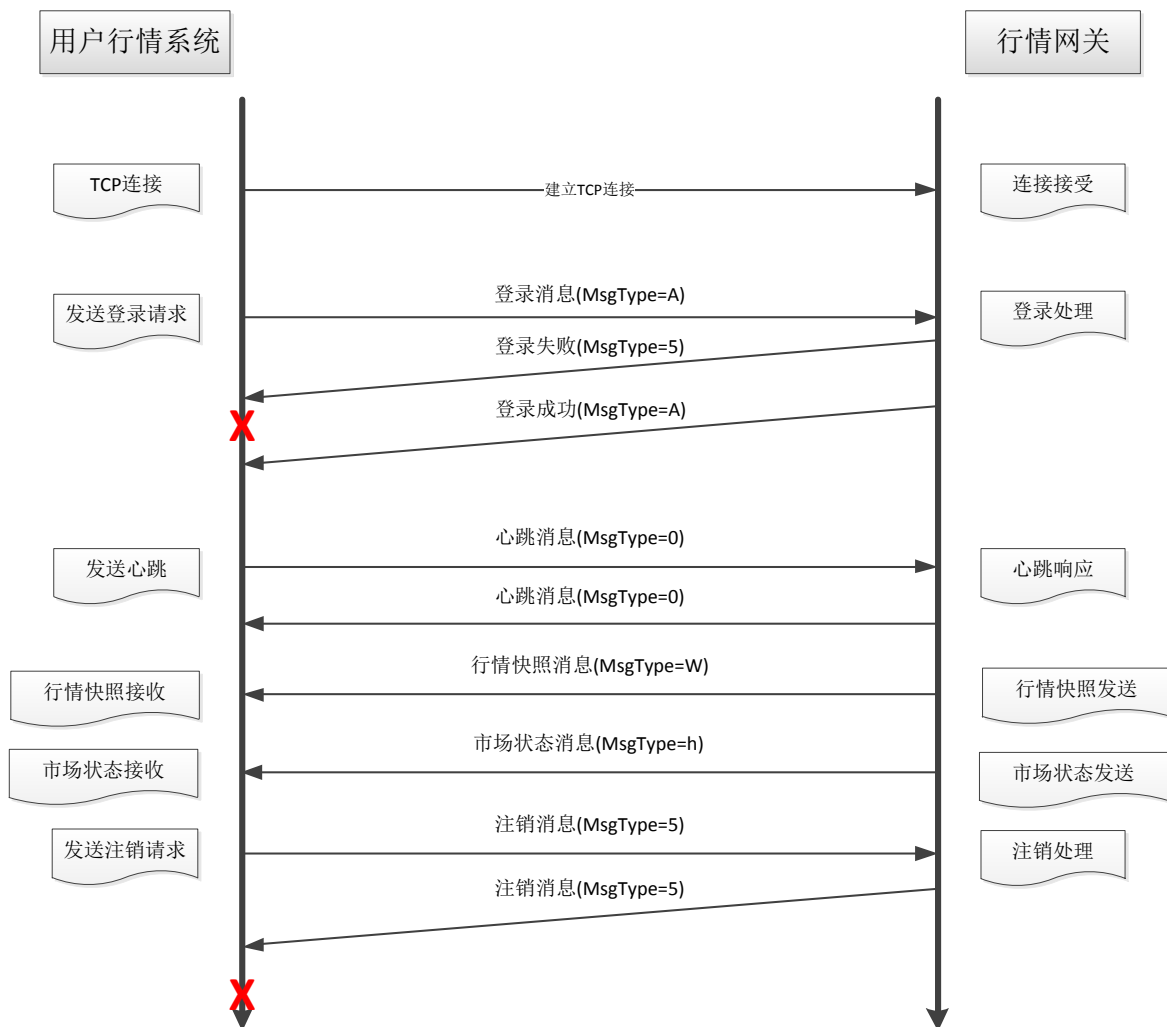 用户行情系统
行情网关
TCP连接
建立TCP连接
连接接受
登录消息(MsgType=A)
发送登录请求
登录处理
登录失败(MsgType=5)
登录成功(MsgType=A)
心跳消息(MsgType=0)
发送心跳
心跳响应
心跳消息(MsgType=0)
行情快照消息(MsgType=W)
行情快照接收
行情快照发送
市场状态消息(MsgType=h)
市场状态接收
市场状态发送
注销消息(MsgType=5)
发送注销请求
注销处理
注销消息(MsgType=5)